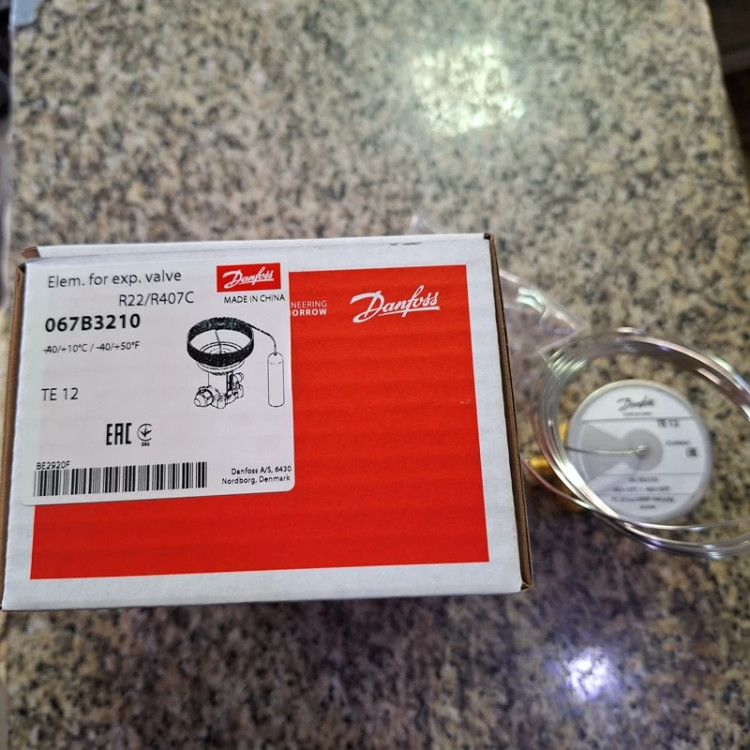 Elem. for exp. valve
R22/R407C
067B3210
-40/+10°C / -40/+50°F
TE 12
EAC
BE2920F
Danfoss
MADE IN CHINA
Danfoss A/S, 6430
Nordborg, Denmark
NEERING
ORROW
Danfoss
Danfoss
TE 12